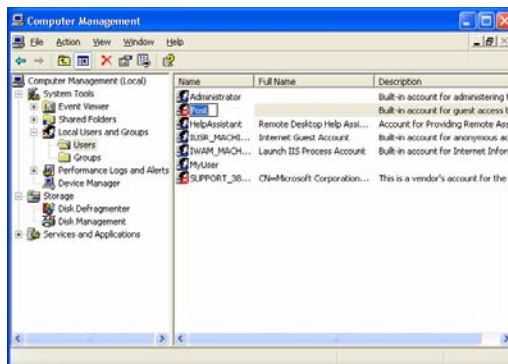 Computer Management
File Action View Window Help
Computer Management (Local)
System Tools
Event Viewer
Shared Folders
Local Users and Groups
Users
Groups
Performance Logs and Alerts
Device Manager
Storage
Disk Defragmenter
Disk Management
Services and Applications
Name Full Name Description
Administrator Built-in account for administering t
Built-in account for guest access t
HelpAssistant Remote Desktop Help Assi... Account for Providing Remote Ass
IUSR_MACHI... Internet Guest Account Built-in account for anonymous ac
IWAM_MACH... Launch IIS Process Account Built-in account for Internet Infor
MyUser
SUPPORT_38... CN=Microsoft Corporation... This is a vendor's account for the